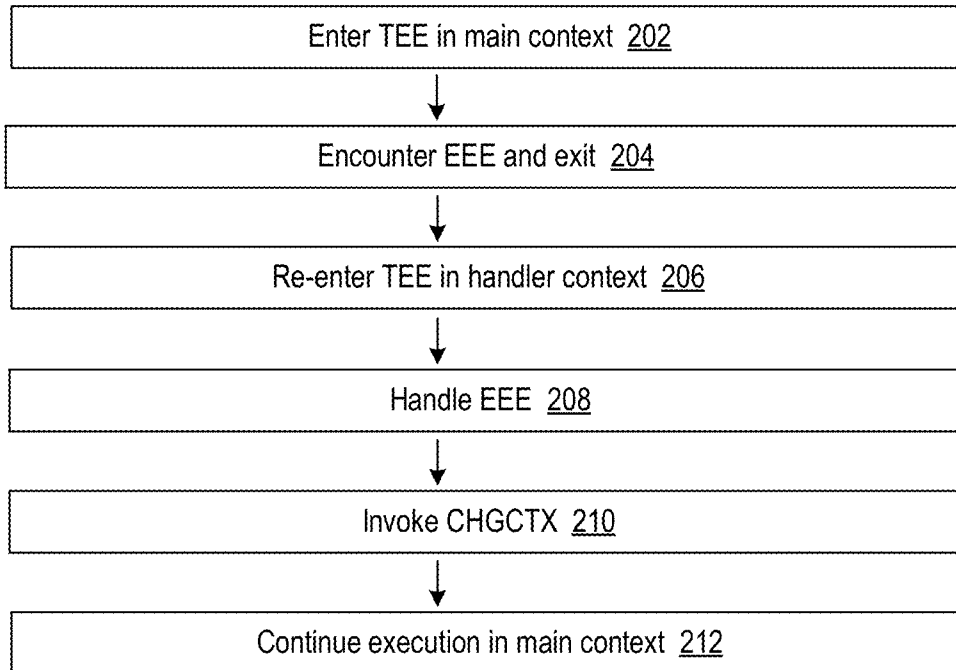 Enter TEE in main context 202
Encounter EEE and exit 204
Re-enter TEE in handler context 206
Handle EEE 208
Invoke CHGCTX 210
Continue execution in main context 212